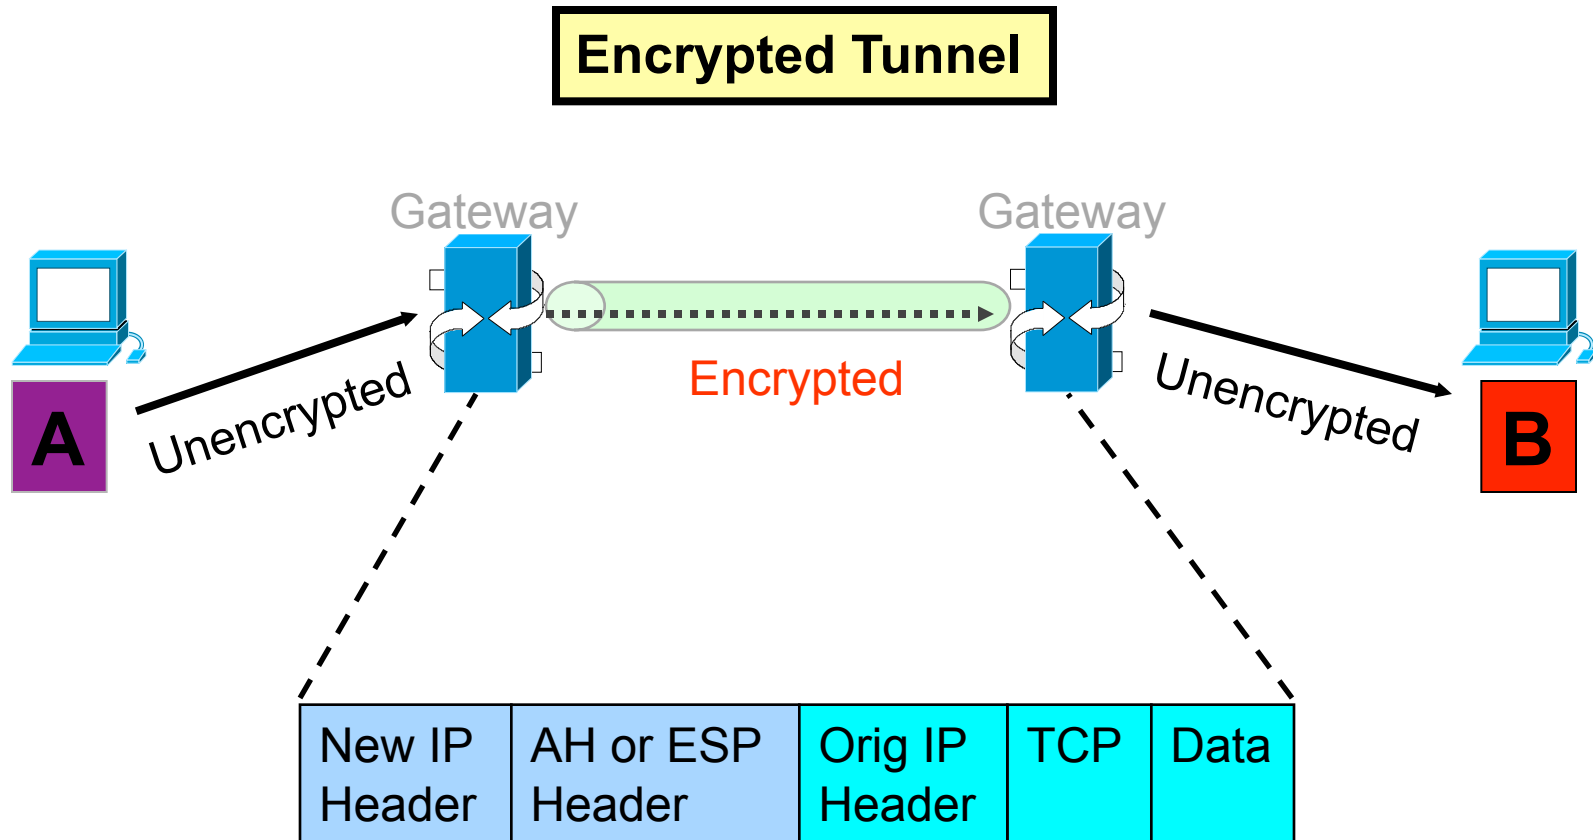 Encrypted Tunnel
Gateway
Gateway
Unencrypted
Encrypted
Unencrypted
A
B
New IP
Header
AH or ESP
Header
Orig IP
Header
TCP
Data